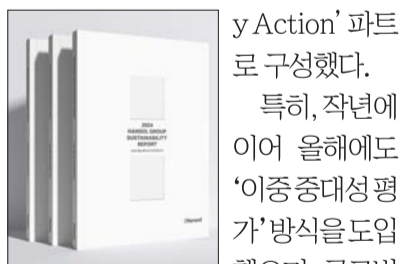 2024
HANSOL GROUP
SUSTAINABILITY
REPORT
Hansol
y Action’ 파트
로 구성했다.
특히, 작년에
이어 올해에도
‘이중 중대성 평
가’ 방식을 도입